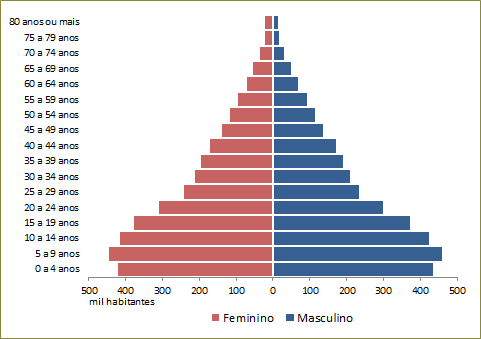 80 anos ou mais
75 a 79 anos
70 a 74 anos
65 a 69 anos
60 a 64 anos
55 a 59 anos
50 a 54 anos
45 a 49 anos
40 a 44 anos
35 a 39 anos
30 a 34 anos
25 a 29 anos
20 a 24 anos
15 a 19 anos
10 a 14 anos
5 a 9 anos
0 a 4 anos
500 400 300 200 100 0 100 200 300 400 500
mil habitantes
Feminino Masculino